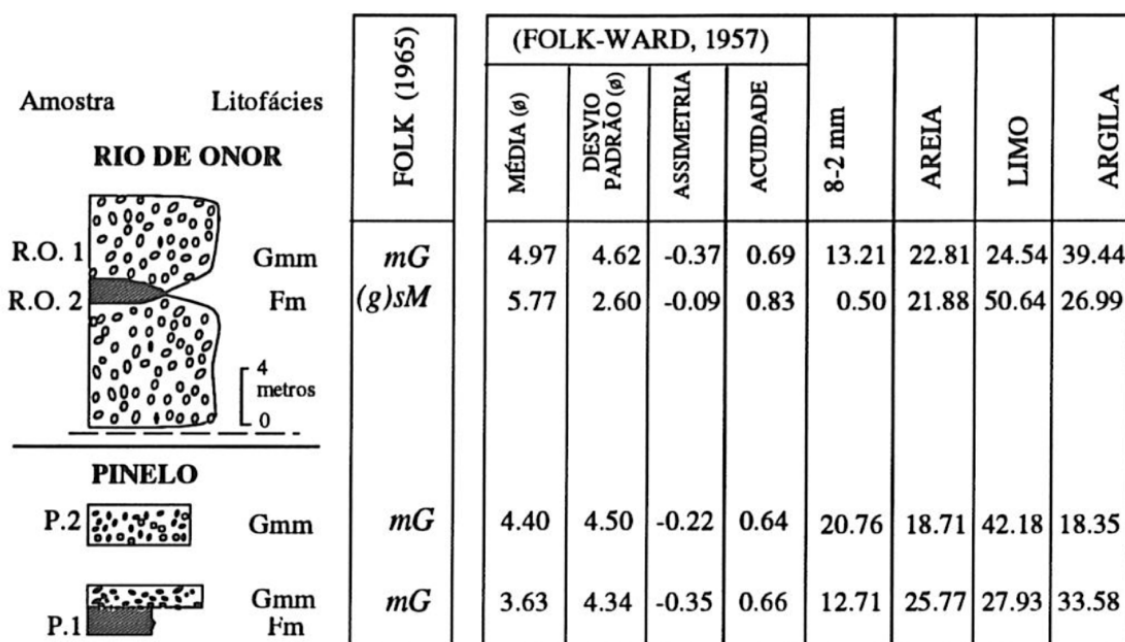 Amostra Litofácies
FOLK (1965)
(FOLK-WARD, 1957)
MÉDIA (ø)
DESVIO
PADRÃO (ø)
ASSIMETRIA
ACUIDADE
8-2 mm
AREIA
LIMO
ARGILA
RIO DE ONOR
R.O. 1 Gmm mG 4.97 4.62 -0.37 0.69 13.21 22.81 24.54 39.44
R.O. 2 Fm (g)sM 5.77 2.60 -0.09 0.83 0.50 21.88 50.64 26.99
4
metros
0
PINELO
P.2 Gmm mG 4.40 4.50 -0.22 0.64 20.76 18.71 42.18 18.35
Gmm mG 3.63 4.34 -0.35 0.66 12.71 25.77 27.93 33.58
P.1 Fm